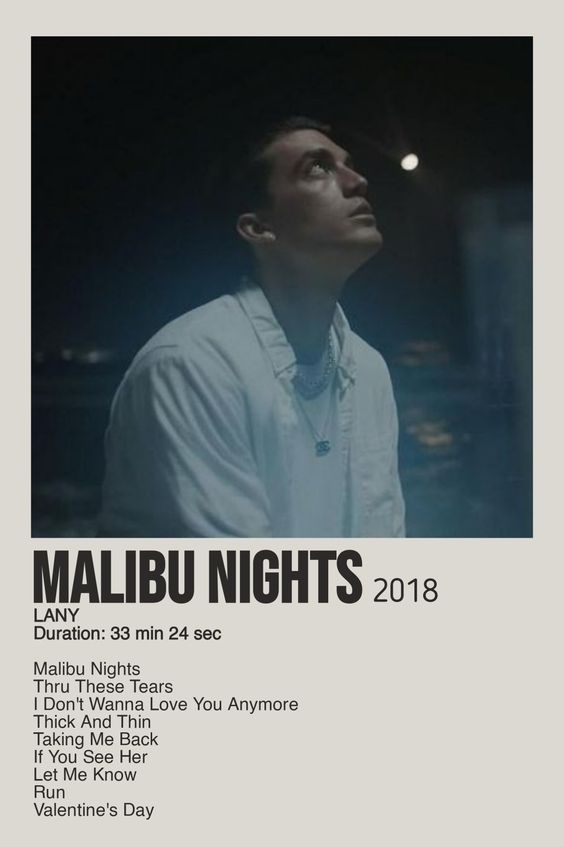 MALIBU NIGHTS 2018
LANY
Duration: 33 min 24 sec
Malibu Nights
Thru These Tears
I Don't Wanna Love You Anymore
Thick And Thin
Taking Me Back
If You See Her
Let Me Know
Run
Valentine's Day